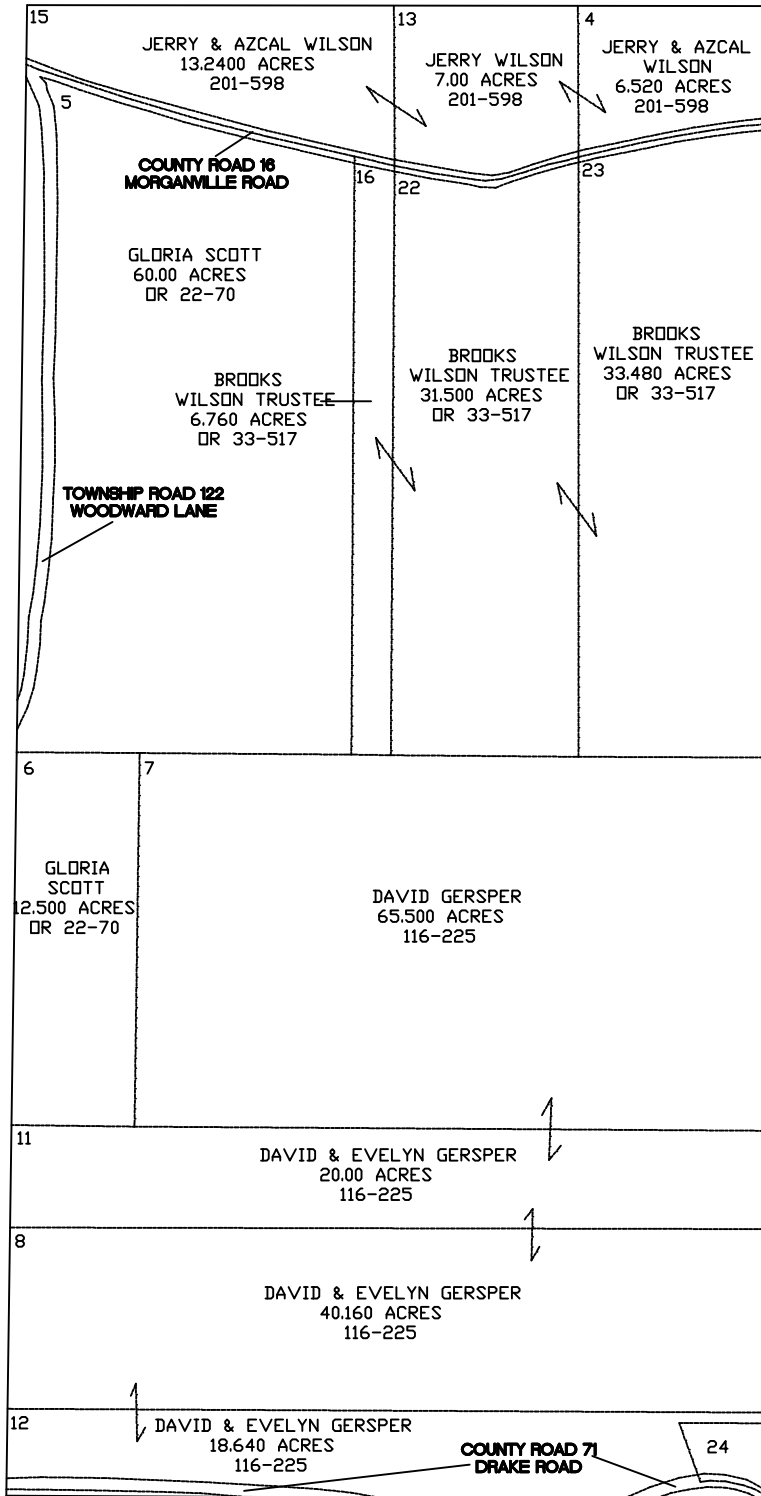 15
13
4
JERRY & AZCAL WILSON
13.2400 ACRES
201-598
JERRY WILSON
7.00 ACRES
201-598
JERRY & AZCAL
WILSON
6.520 ACRES
201-598
5
COUNTY ROAD 16
MORGANVILLE ROAD
16
22
23
GLORIA SCOTT
60.00 ACRES
OR 22-70
BROOKS
WILSON TRUSTEE
6.760 ACRES
OR 33-517
BROOKS
WILSON TRUSTEE
31.500 ACRES
OR 33-517
BROOKS
WILSON TRUSTEE
33.480 ACRES
OR 33-517
TOWNSHIP ROAD 122
WOODWARD LANE
6
7
GLORIA
SCOTT
12.500 ACRES
OR 22-70
DAVID GERSPER
65.500 ACRES
116-225
11
DAVID & EVELYN GERSPER
20.00 ACRES
116-225
8
DAVID & EVELYN GERSPER
40.160 ACRES
116-225
12
DAVID & EVELYN GERSPER
18.640 ACRES
116-225
COUNTY ROAD 71
DRAKE ROAD
24